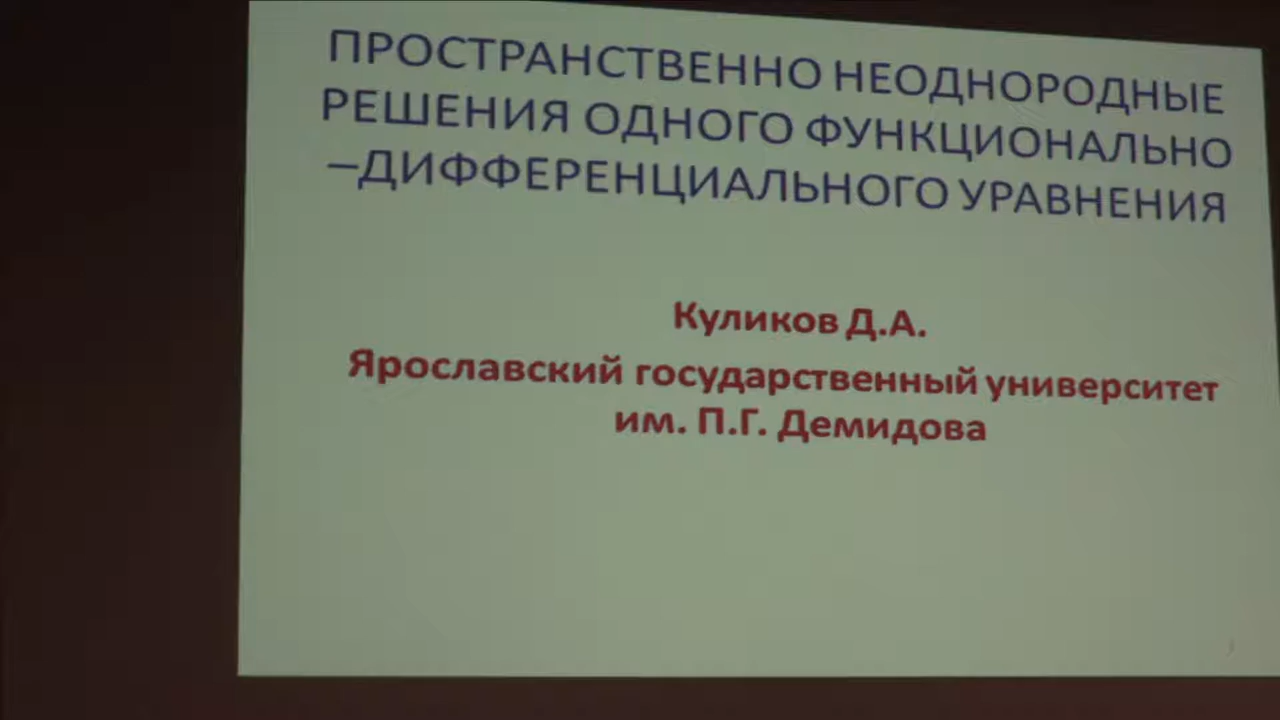 ПРОСТРАНСТВЕННО НЕОДНОРОДНЫЕ
РЕШЕНИЯ ОДНОГО ФУНКЦИОНАЛЬНО
–ДИФФЕРЕНЦИАЛЬНОГО УРАВНЕНИЯ
Куликов Д.А.
Ярославский государственный университет
им. П.Г. Демидова